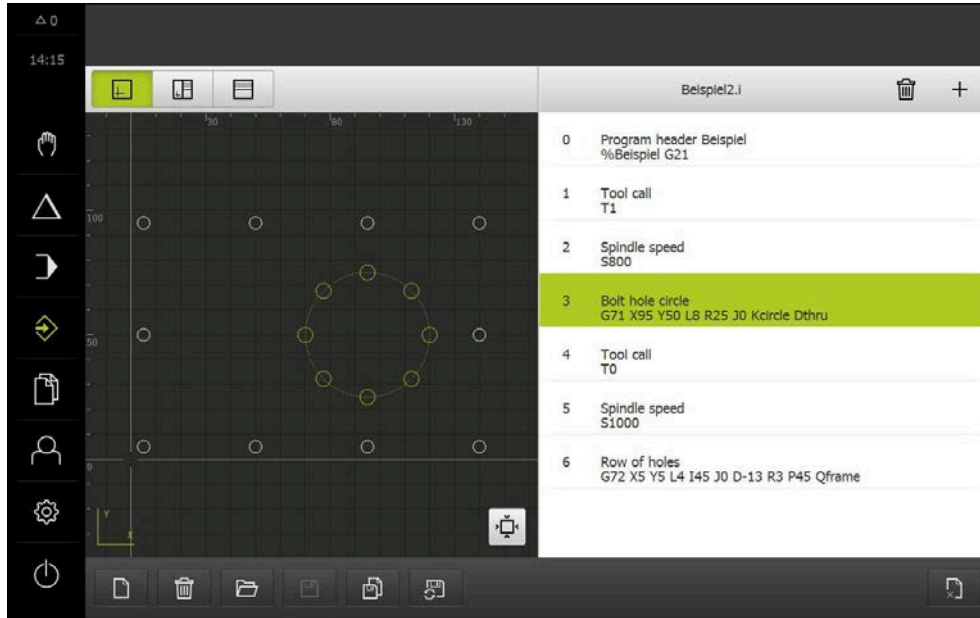 0
14:15
Beispiel2.i
30
80
130
100
50
0
Y
X
0 Program header Beispiel
%Beispiel G21
1 Tool call
T1
2 Spindle speed
S800
3 Bolt hole circle
G71 X95 Y50 L8 R25 J0 Kcircle Dthru
4 Tool call
T0
5 Spindle speed
S1000
6 Row of holes
G72 X5 Y5 L4 I45 J0 D-13 R3 P45 Qframe